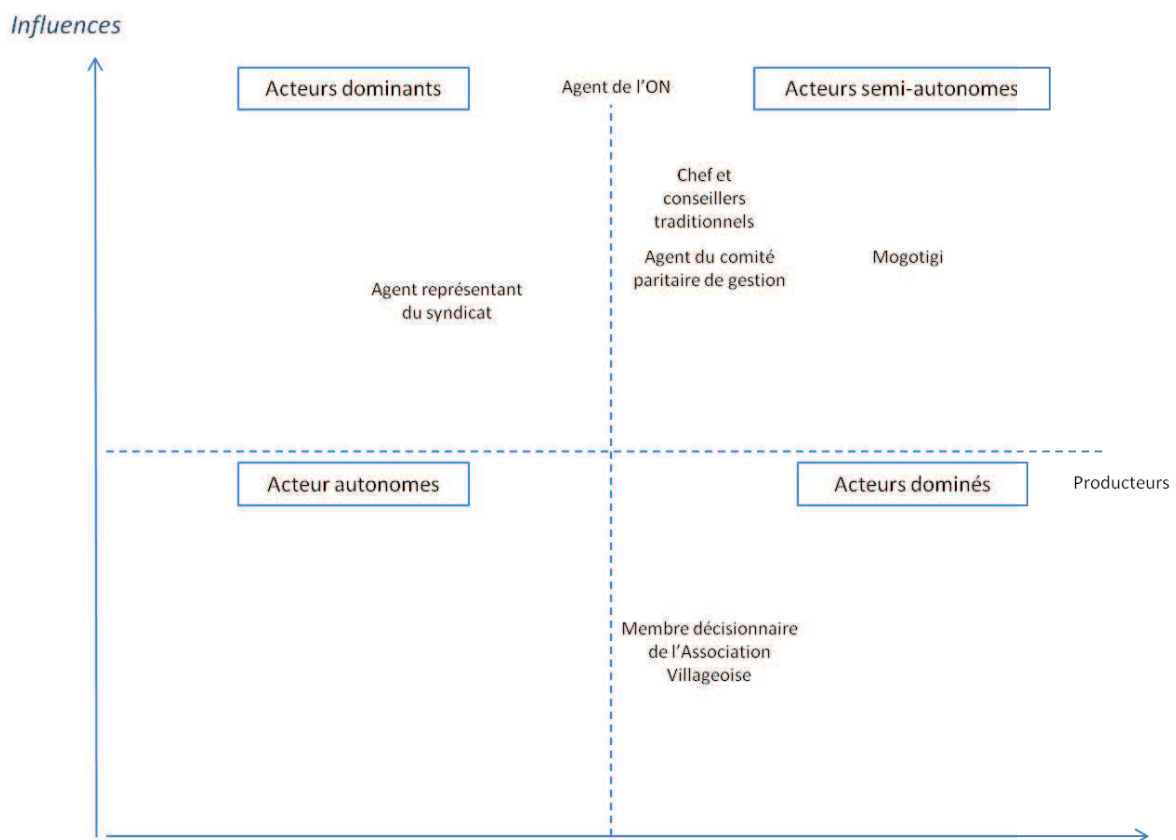 Influences
Acteurs dominants
Agent de l'ON
Acteurs semi-autonomes
Chef et
conseillers
traditionnels
Agent du comité
paritaire de gestion
Mogotigi
Agent représentant
du syndicat
Acteur autonomes
Acteurs dominés
Producteurs
Membre décisionnaire
de l'Association
Villageoise